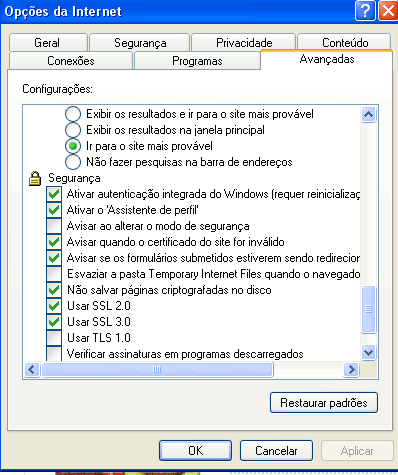 Opções da Internet
Geral Segurança Privacidade Conteúdo
Conexões Programas Avançadas
Configurações:
Exibir os resultados e ir para o site mais provável
Exibir os resultados na janela principal
Ir para o site mais provável
Não fazer pesquisas na barra de endereços
Segurança
Ativar autenticação integrada do Windows (requer reinicializaç
Ativar o 'Assistente de perfil'
Avisar ao alterar o modo de segurança
Avisar quando o certificado do site for inválido
Avisar se os formulários submetidos estiverem sendo redirecion
Esvaziar a pasta Temporary Internet Files quando o navegado
Não salvar páginas criptografadas no disco
Usar SSL 2.0
Usar SSL 3.0
Usar TLS 1.0
Verificar assinaturas em programas descarregados
Restaurar padrões
OK Cancelar Aplicar